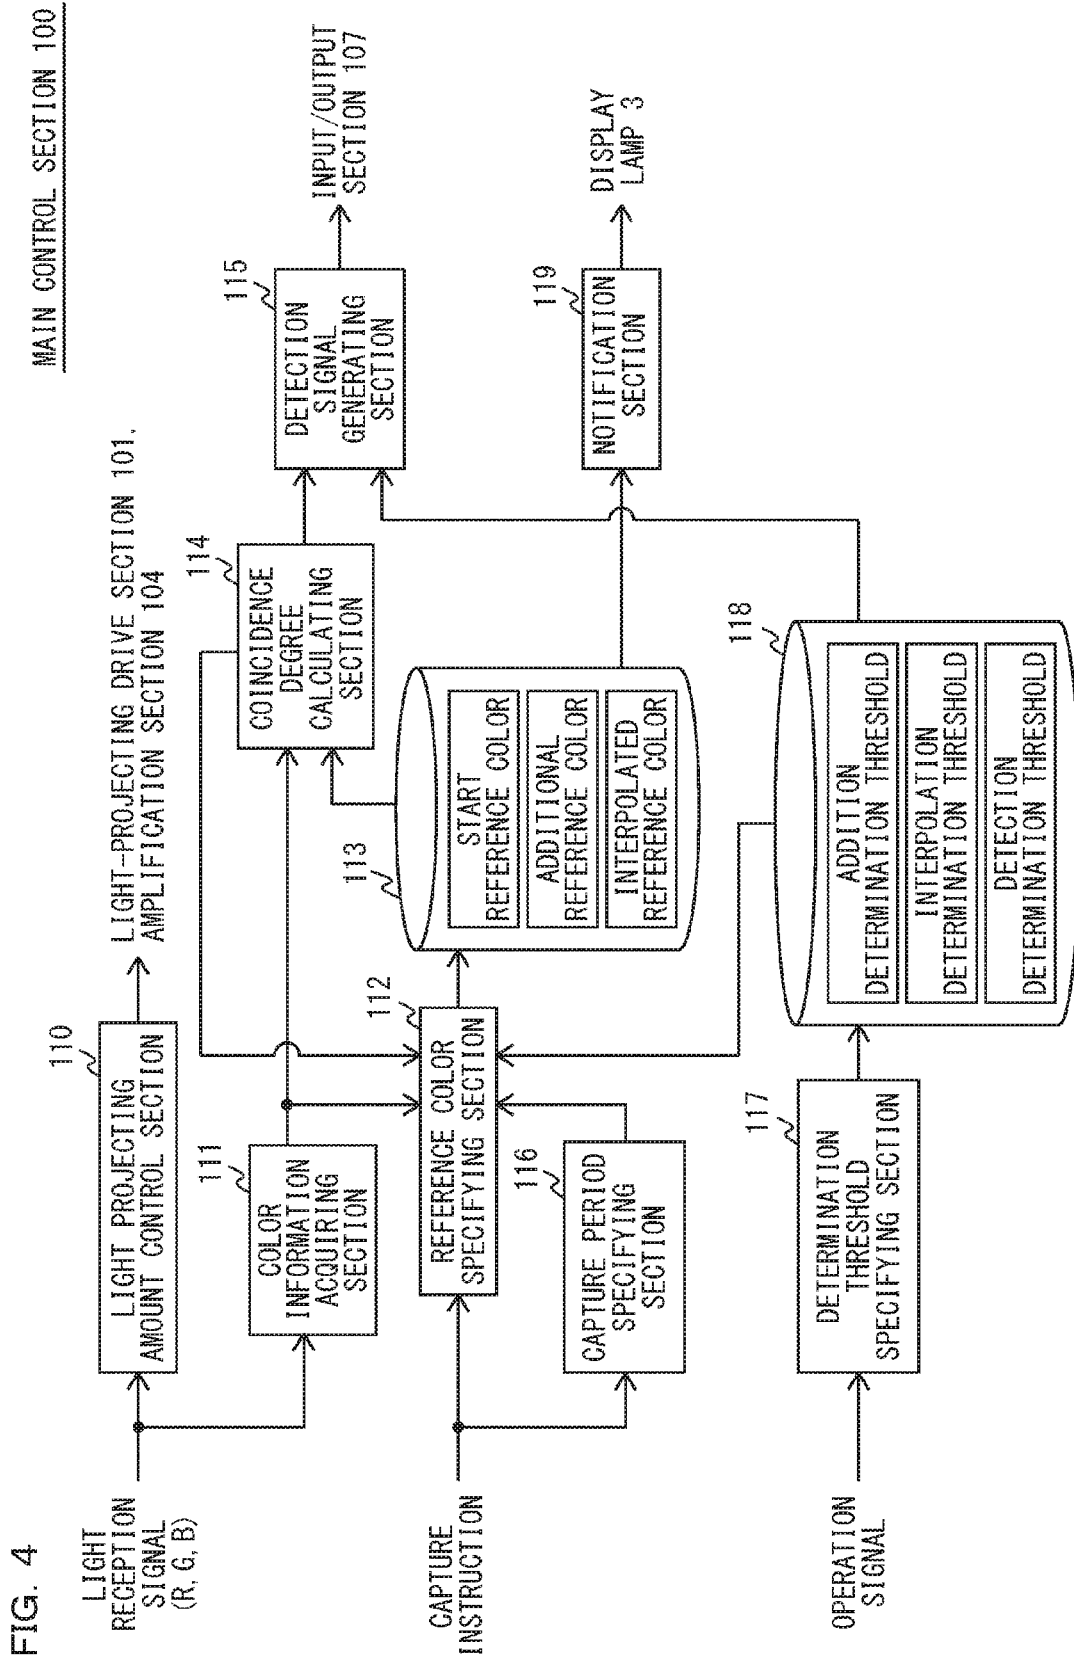 FIG. 4
MAIN CONTROL SECTION 100
LIGHT
RECEPTION
SIGNAL
(R, G, B)
110
LIGHT PROJECTING
AMOUNT CONTROL SECTION
LIGHT-PROJECTING DRIVE SECTION 101,
AMPLIFICATION SECTION 104
111
COLOR
INFORMATION
ACQUIRING
SECTION
114
COINCIDENCE
DEGREE
CALCULATING
SECTION
115
DETECTION
SIGNAL
GENERATING
SECTION
INPUT/OUTPUT
SECTION 107
CAPTURE
INSTRUCTION
112
REFERENCE COLOR
SPECIFYING SECTION
113
START
REFERENCE COLOR
ADDITIONAL
REFERENCE COLOR
INTERPOLATED
REFERENCE COLOR
116
CAPTURE PERIOD
SPECIFYING
SECTION
119
NOTIFICATION
SECTION
DISPLAY
LAMP 3
OPERATION
SIGNAL
117
DETERMINATION
THRESHOLD
SPECIFYING SECTION
118
ADDITION
DETERMINATION THRESHOLD
INTERPOLATION
DETERMINATION THRESHOLD
DETECTION
DETERMINATION THRESHOLD